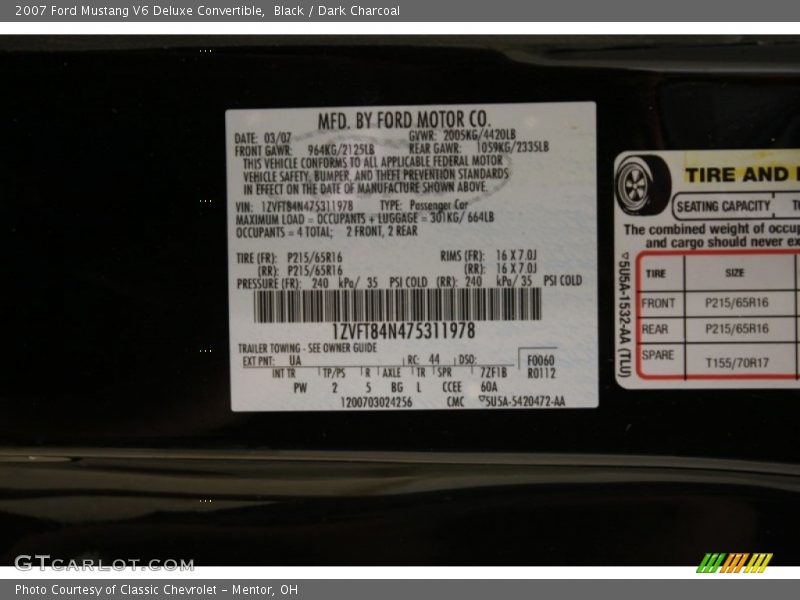 2007 Ford Mustang V6 Deluxe Convertible, Black / Dark Charcoal
MFD. BY FORD MOTOR CO.
DATE: 03/07 GVWR: 2005KG/4420LB
FRONT GAWR: 964KG/2125LB REAR GAWR: 1059KG/2335LB
THIS VEHICLE CONFORMS TO ALL APPLICABLE FEDERAL MOTOR
VEHICLE SAFETY, BUMPER, AND THEFT PREVENTION STANDARDS
IN EFFECT ON THE DATE OF MANUFACTURE SHOWN ABOVE.
VIN: 1ZVFT84N475311978 TYPE: Passenger Car
MAXIMUM LOAD = OCCUPANTS + LUGGAGE = 301KG/ 664LB
OCCUPANTS = 4 TOTAL; 2 FRONT, 2 REAR
TIRE (FR): P215/65R16 RIMS (FR): 16 X 7.0J
(RR): P215/65R16 (RR): 16 X 7.0J
PRESSURE (FR): 240 kPa/ 35 PSI COLD (RR): 240 kPa/ 35 PSI COLD
1ZVFT84N475311978
TRAILER TOWING - SEE OWNER GUIDE
EXT PNT: UA RC: 44 DSO: F0060
R0112
INT TR TP/PS R AXLE TR SPR 7ZF1B
PW 2 5 BG L CCEE 60A
1200703024256 CMC 5U5A-5420472-AA
TIRE AND
SEATING CAPACITY
The combined weight of
and cargo should never
5U5A-1532-AA (TLU)
TIRE SIZE
FRONT P215/65R16
REAR P215/65R16
SPARE T155/70R17
GTCARLOT.COM
Photo Courtesy of Classic Chevrolet - Mentor, OH